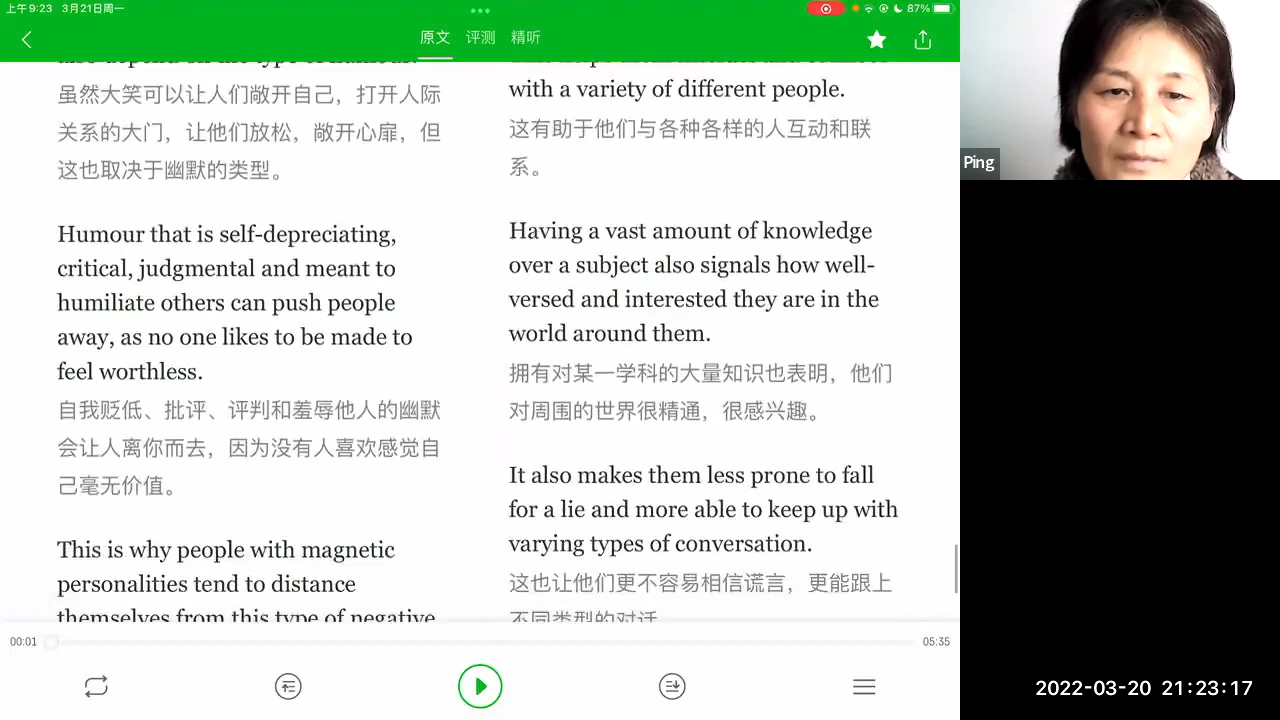 上午9:23 3月21日周一
87%
原文 评测 精听
虽然大笑可以让人们敞开自己，打开人际
关系的大门，让他们放松，敞开心扉，但
这也取决于幽默的类型。
Humour that is self-depreciating,
critical, judgmental and meant to
humiliate others can push people
away, as no one likes to be made to
feel worthless.
自我贬低、批评、评判和羞辱他人的幽默
会让人离你而去，因为没有人喜欢感觉自
己毫无价值。
This is why people with magnetic
personalities tend to distance
themselves from this type of negative
with a variety of different people.
这有助于他们与各种各样的人互动和联
系。
Having a vast amount of knowledge
over a subject also signals how well-
versed and interested they are in the
world around them.
拥有对某一学科的大量知识也表明，他们
对周围的世界很精通，很感兴趣。
It also makes them less prone to fall
for a lie and more able to keep up with
varying types of conversation.
这也让他们更不容易相信谎言，更能跟上
不同类型的对话
00:01
05:35
Ping
2022-03-20 21:23:17